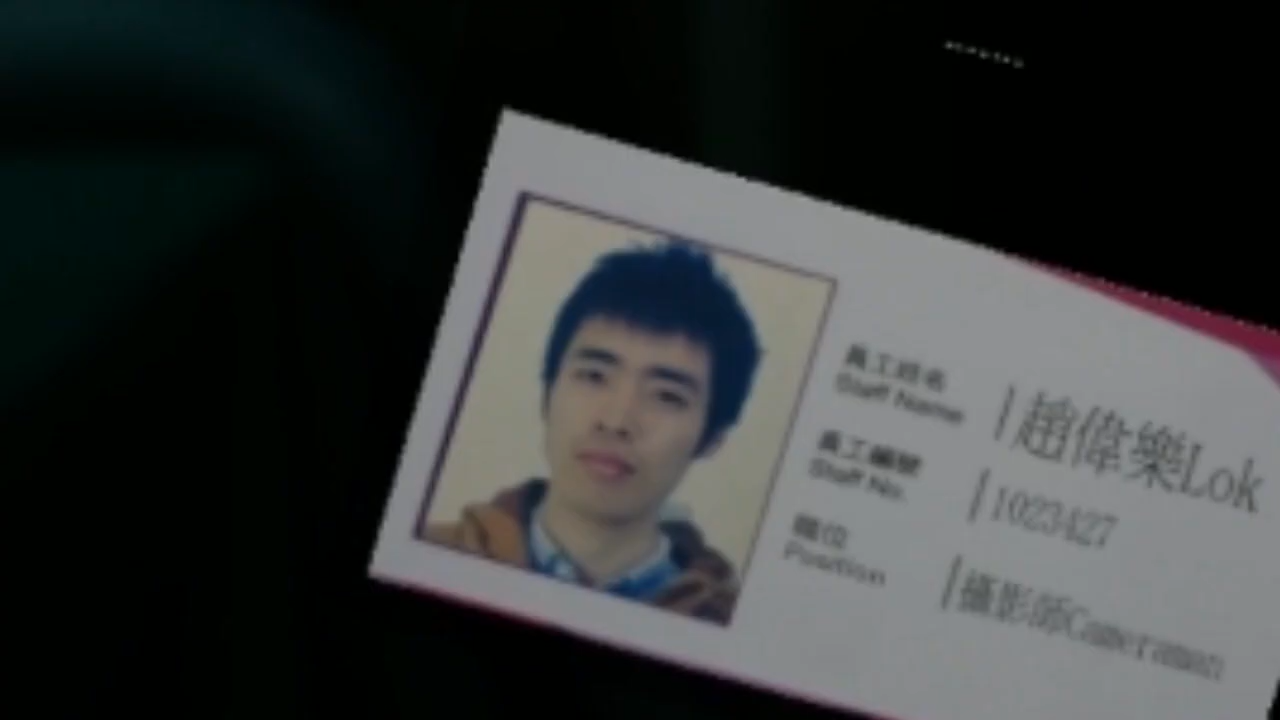 員工姓名
Staff Name
趙偉樂Lok
員工編號
Staff No.
1023427
職位
Position
攝影師Cameraman